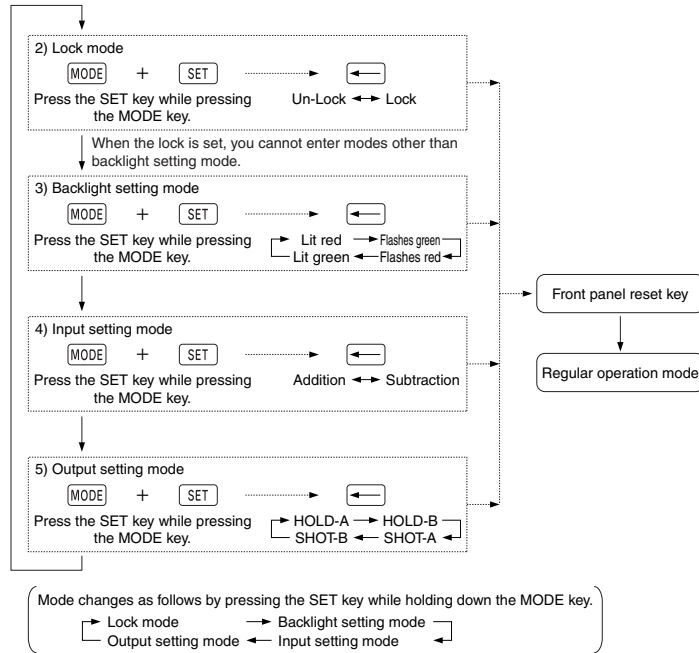 2) Lock mode
MODE + SET ←
Press the SET key while pressing Un-Lock ↔ Lock
the MODE key.
When the lock is set, you cannot enter modes other than
backlight setting mode.
3) Backlight setting mode
MODE + SET ←
Press the SET key while pressing Lit red → Flashes green
the MODE key. Lit green ← Flashes red
Front panel reset key
4) Input setting mode
MODE + SET ←
Regular operation mode
Press the SET key while pressing Addition ↔ Subtraction
the MODE key.
5) Output setting mode
MODE + SET ←
Press the SET key while pressing HOLD-A → HOLD-B
the MODE key. SHOT-B ← SHOT-A
Mode changes as follows by pressing the SET key while holding down the MODE key.
Lock mode → Backlight setting mode
Output setting mode ← Input setting mode